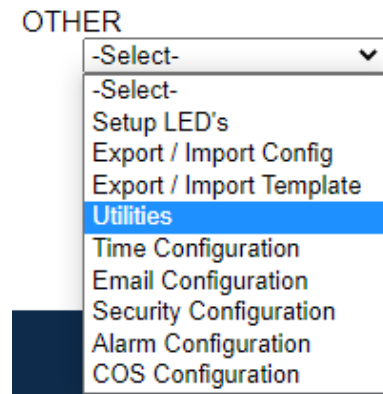 OTHER
-Select-
-Select-
Setup LED's
Export / Import Config
Export / Import Template
Utilities
Time Configuration
Email Configuration
Security Configuration
Alarm Configuration
COS Configuration